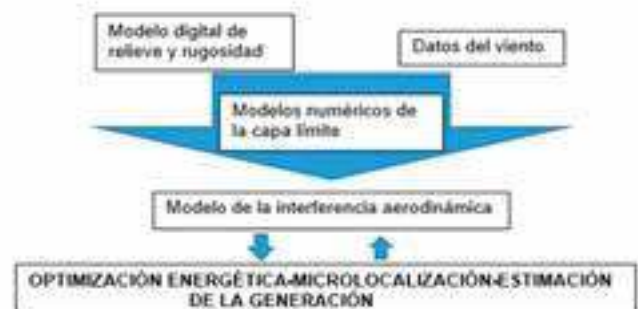 Modelo digital de
relieve y rugosidad
Datos del viento
Modelos numéricos de
la capa límite
Modelo de la interferencia aerodinámica
OPTIMIZACIÓN ENERGÉTICA-MICROLOCALIZACIÓN-ESTIMACIÓN
DE LA GENERACIÓN